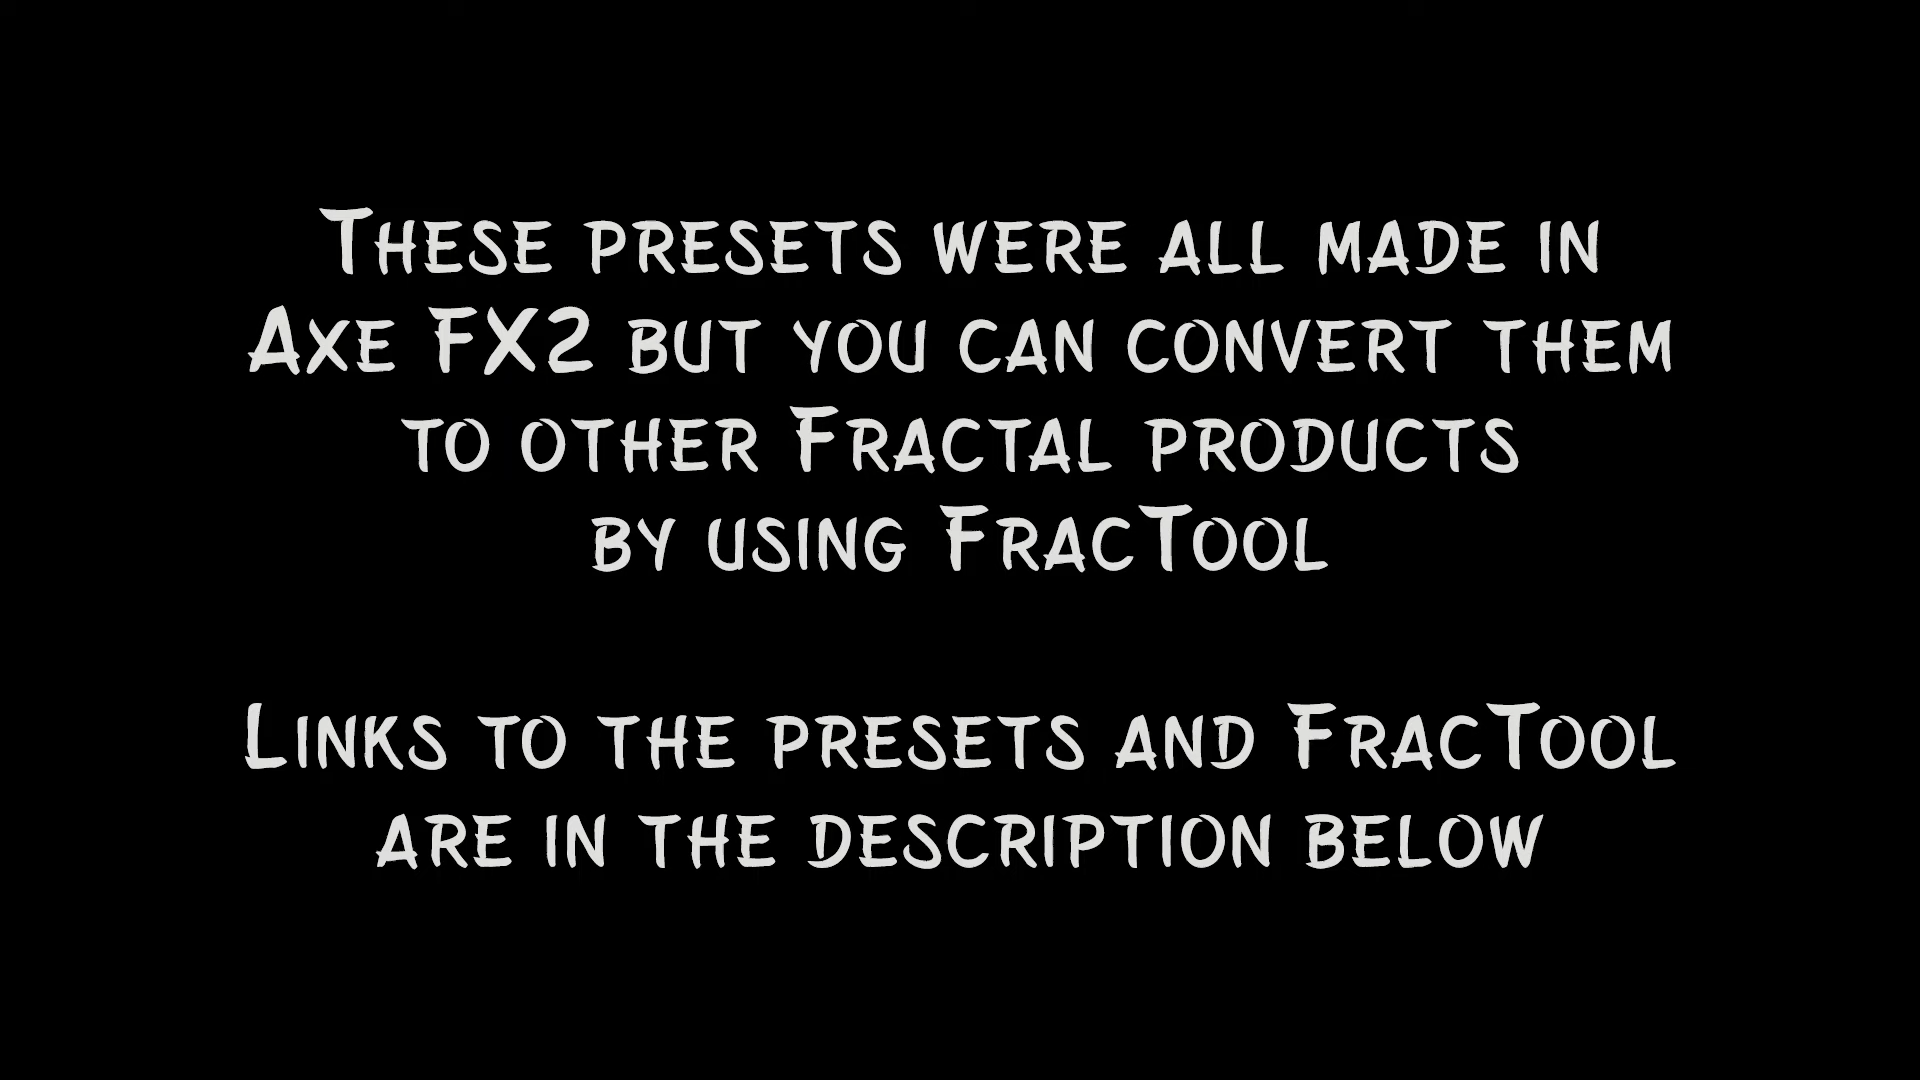 These presets were all made in
Axe FX2 but you can convert them
to other Fractal products
by using FracTool
Links to the presets and FracTool
are in the description below